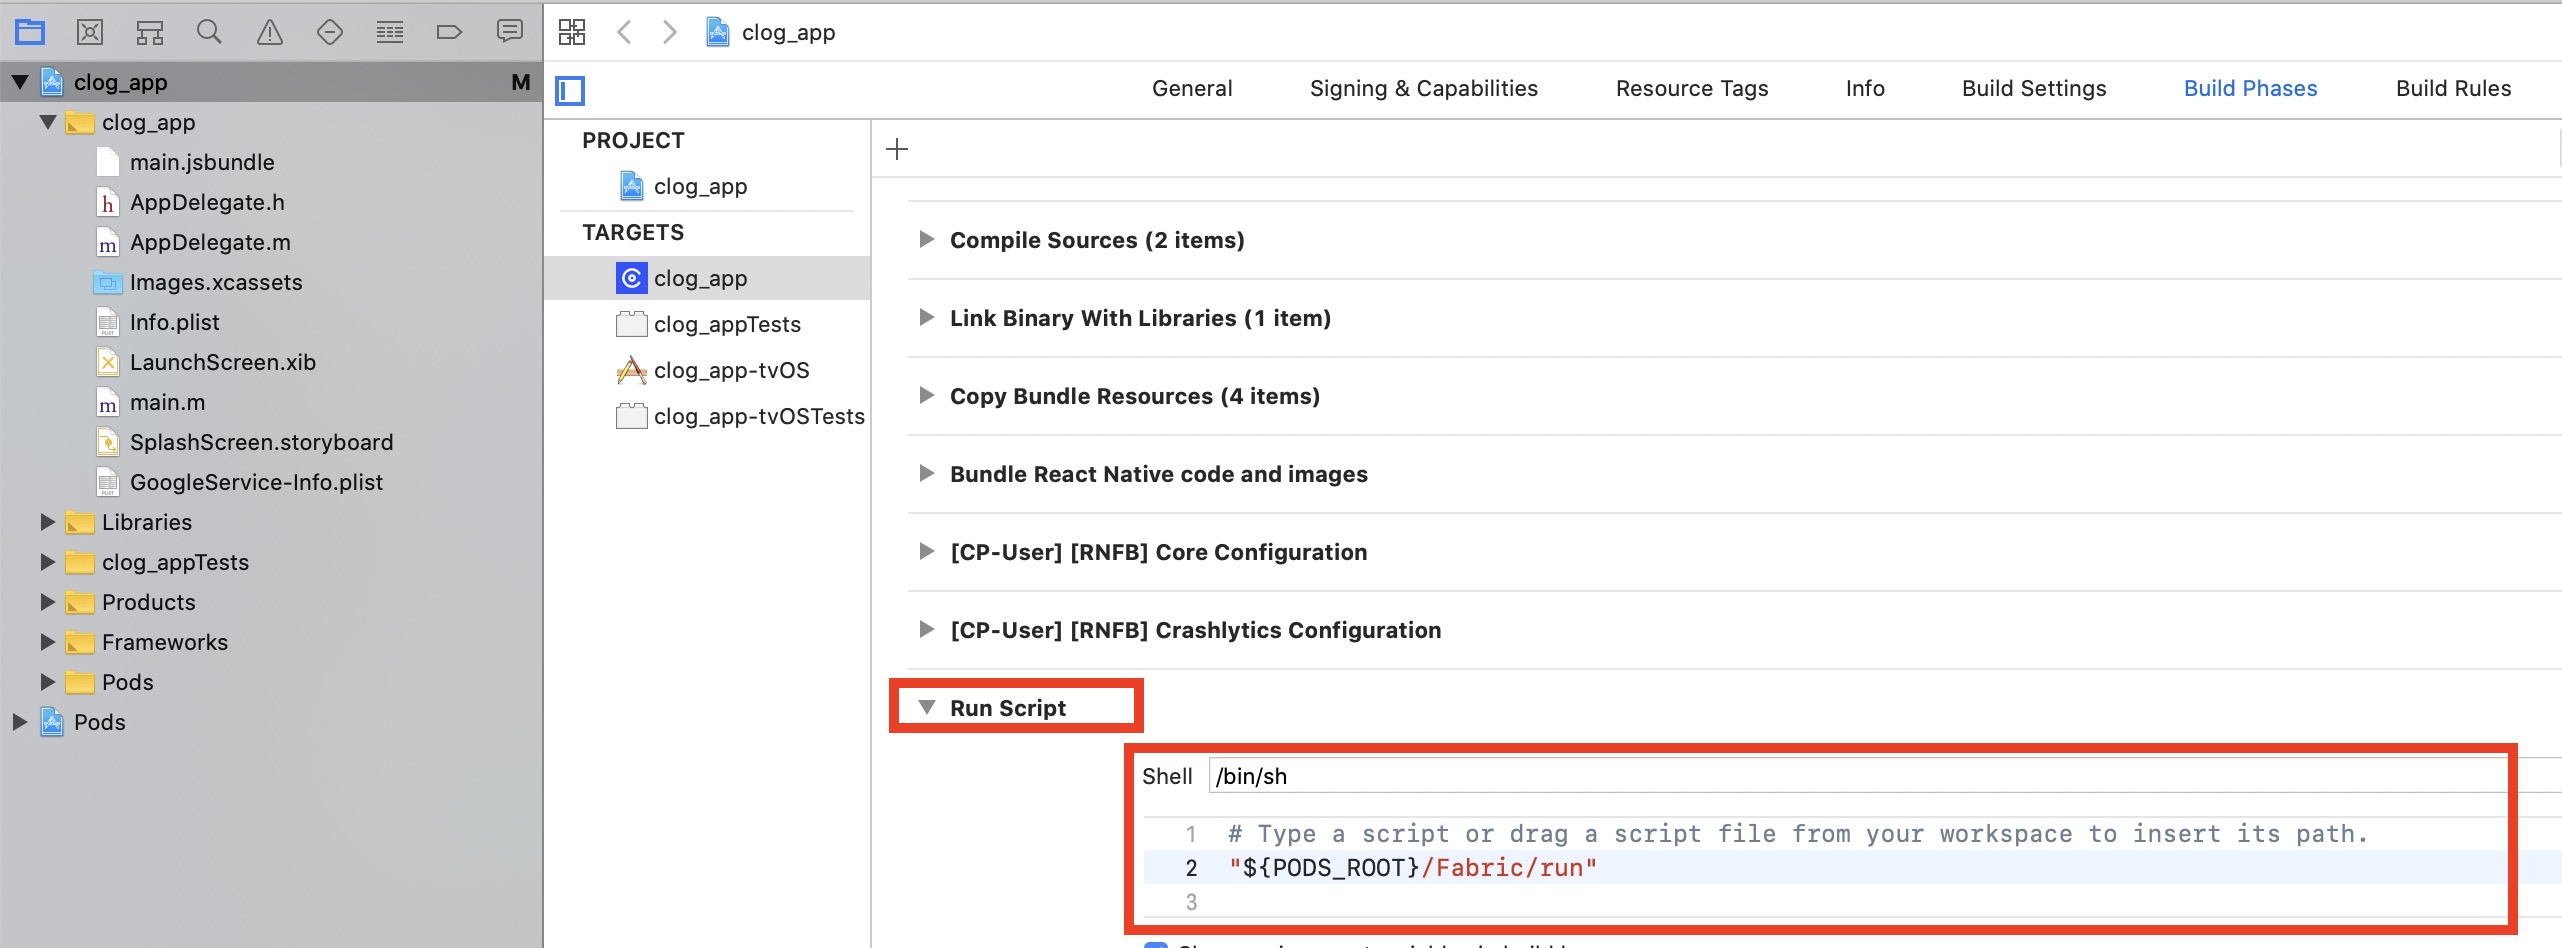 clog_app
M
clog_app
main.jsbundle
AppDelegate.h
AppDelegate.m
Images.xcassets
Info.plist
LaunchScreen.xib
main.m
SplashScreen.storyboard
GoogleService-Info.plist
Libraries
clog_appTests
Products
Frameworks
Pods
Pods
clog_app
General Signing & Capabilities Resource Tags Info Build Settings Build Phases Build Rules
PROJECT
clog_app
TARGETS
clog_app
clog_appTests
clog_app-tvOS
clog_app-tvOSTests
Compile Sources (2 items)
Link Binary With Libraries (1 item)
Copy Bundle Resources (4 items)
Bundle React Native code and images
[CP-User] [RNFB] Core Configuration
[CP-User] [RNFB] Crashlytics Configuration
Run Script
Shell /bin/sh
1 # Type a script or drag a script file from your workspace to insert its path.
2 "${PODS_ROOT}/Fabric/run"
3